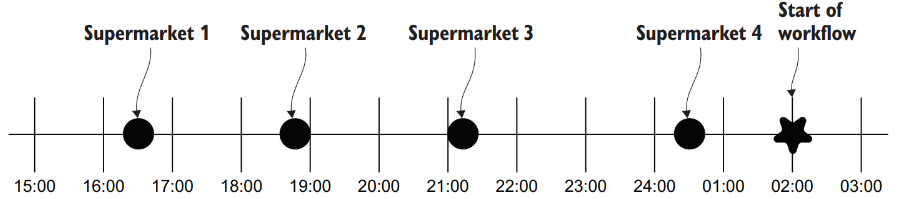 Start of
Supermarket 1 Supermarket 2 Supermarket 3 Supermarket 4 workflow
15:00 16:00 17:00 18:00 19:00 20:00 21:00 22:00 23:00 24:00 01:00 02:00 03:00